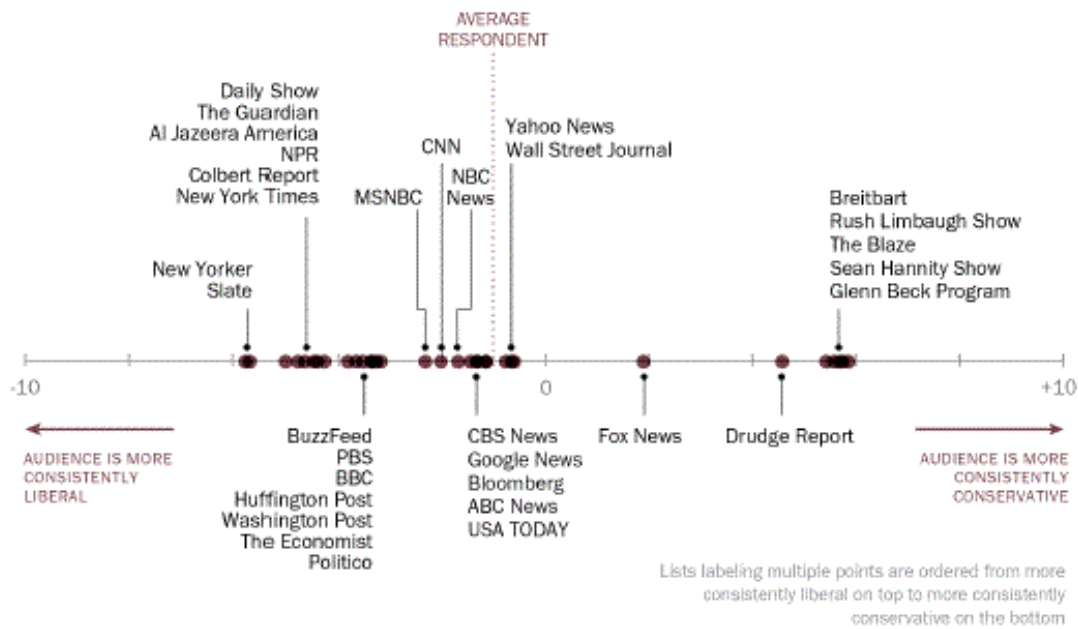 AVERAGE
RESPONDENT
Daily Show
The Guardian
Al Jazeera America
NPR
Colbert Report
New York Times
CNN
Yahoo News
Wall Street Journal
MSNBC
NBC
News
Breitbart
Rush Limbaugh Show
The Blaze
Sean Hannity Show
Glenn Beck Program
New Yorker
Slate
-10
0
+10
AUDIENCE IS MORE
CONSISTENTLY
LIBERAL
BuzzFeed
PBS
BBC
Huffington Post
Washington Post
The Economist
Politico
CBS News
Google News
Bloomberg
ABC News
USA TODAY
Fox News
Drudge Report
AUDIENCE IS MORE
CONSISTENTLY
CONSERVATIVE
Lists labeling multiple points are ordered from more
consistently liberal on top to more consistently
conservative on the bottom